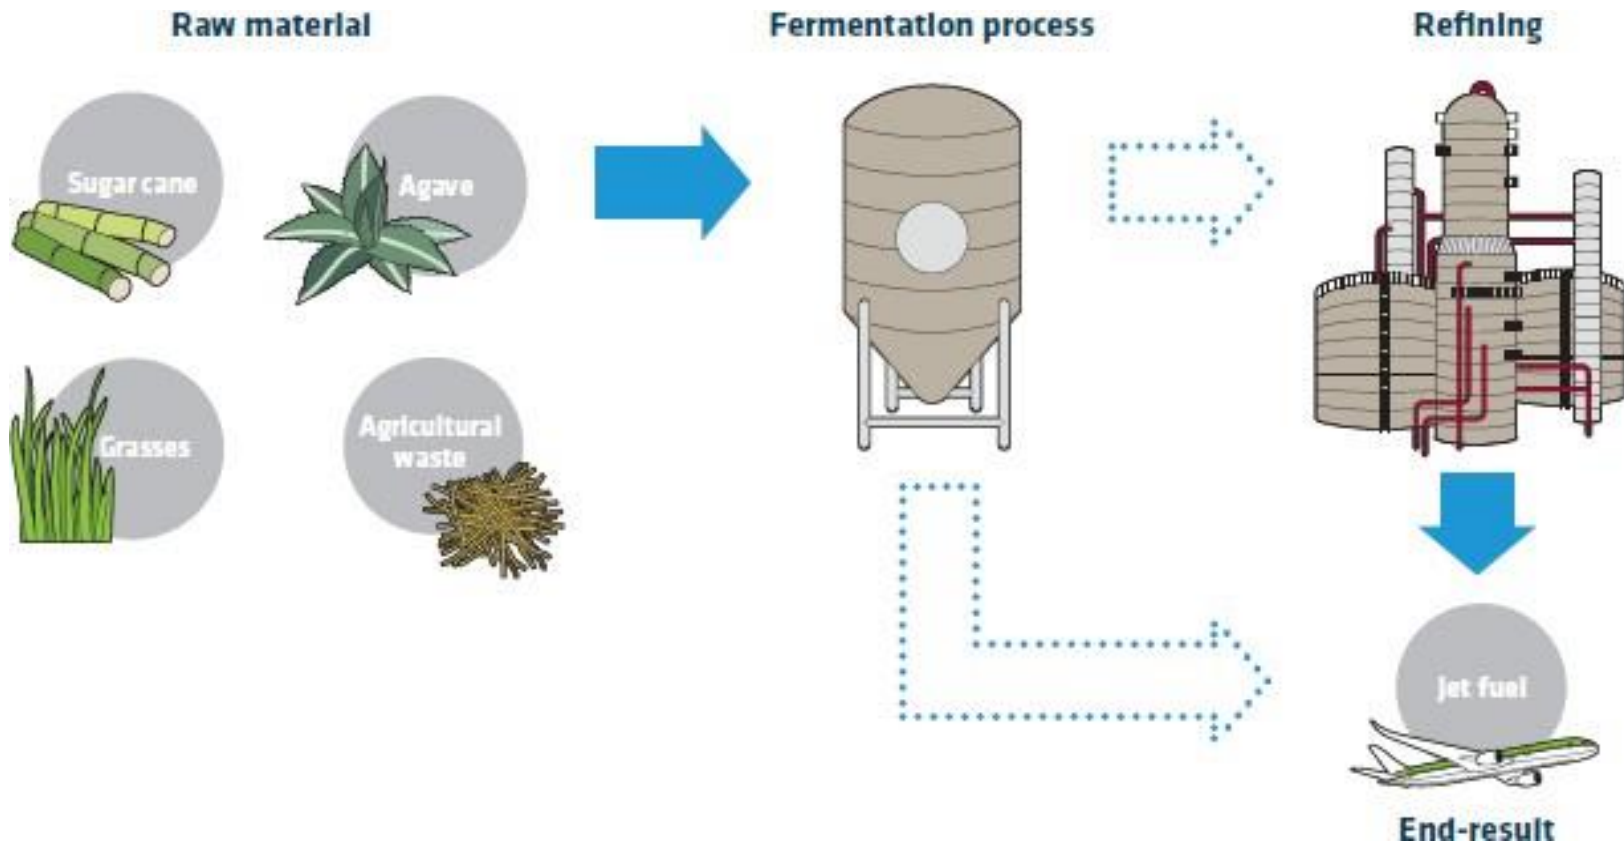 Raw material
Fermentation process
Refining
Sugar cane
Agave
Grasses
Agricultural
waste
Jet fuel
End-result